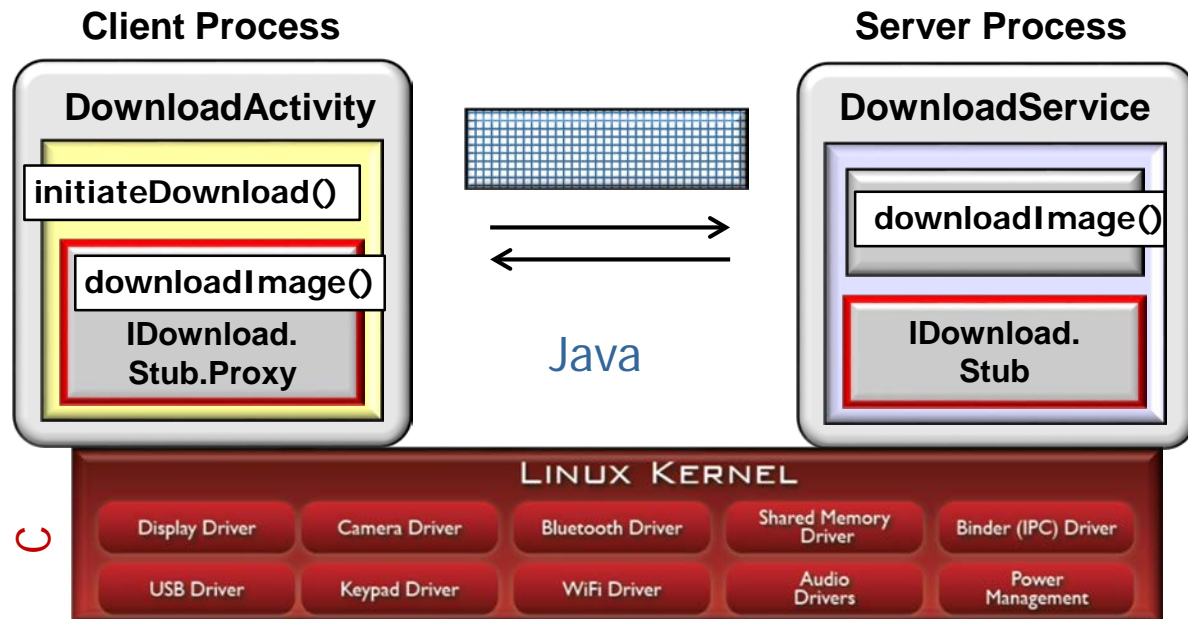 Client Process
Server Process
DownloadActivity
initiateDownload()
downloadImage()
IDownload.
Stub.Proxy
Java
DownloadService
downloadImage()
IDownload.
Stub
C
LINUX KERNEL
Display Driver
Camera Driver
Bluetooth Driver
Shared Memory
Driver
Binder (IPC) Driver
USB Driver
Keypad Driver
WiFi Driver
Audio
Drivers
Power
Management